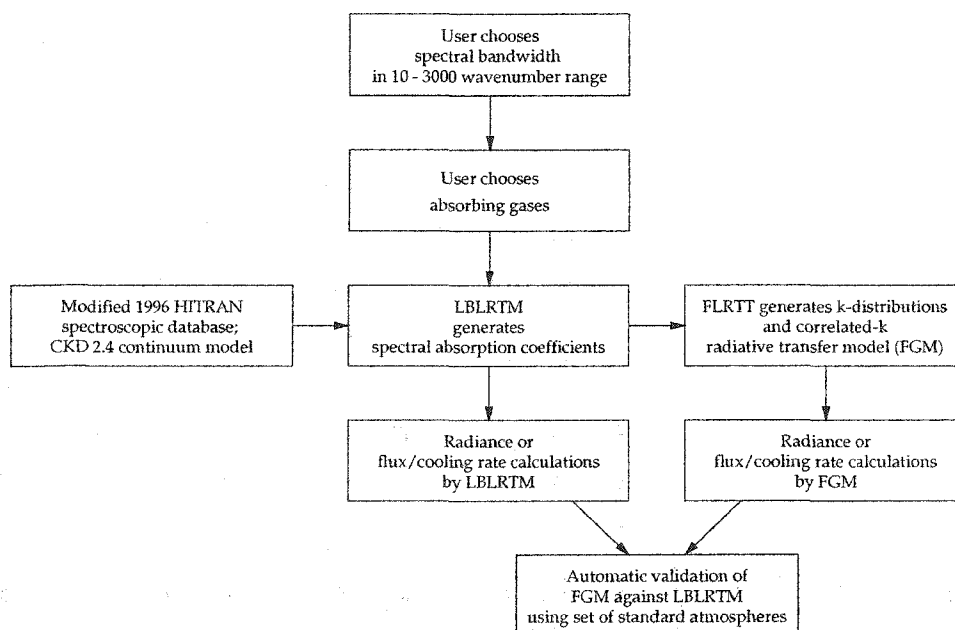 User chooses
spectral bandwidth
in 10 - 3000 wavenumber range
User chooses
absorbing gases
Modified 1996 HITRAN
spectroscopic database;
CKD 2.4 continuum model
LBLRTM
generates
spectral absorption coefficients
FLRTT generates k-distributions
and correlated-k
radiative transfer model (FGM)
Radiance or
flux/cooling rate calculations
by LBLRTM
Radiance or
flux/cooling rate calculations
by FGM
Automatic validation of
FGM against LBLRTM
using set of standard atmospheres